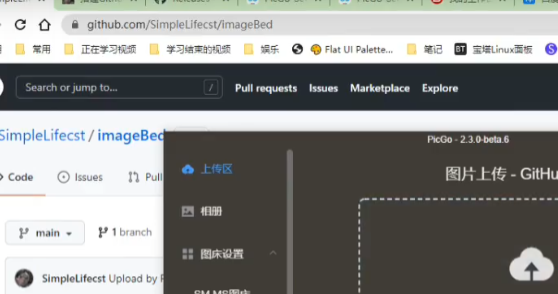 github.com/SimpleLifecst/imageBed
常用
正在学习视频
学习结束的视频
娱乐
Flat UI Palette...
笔记
BT 宝塔Linux面板
Search or jump to... /
Pull requests Issues Marketplace Explore
SimpleLifecst / imageBed
PicGo - 2.3.0-beta.6
上传区
图片上传 - GitHu
Code Issues Pull
相册
main 1 branch
图床设置
SimpleLifecst Upload by P
SM.MS图床